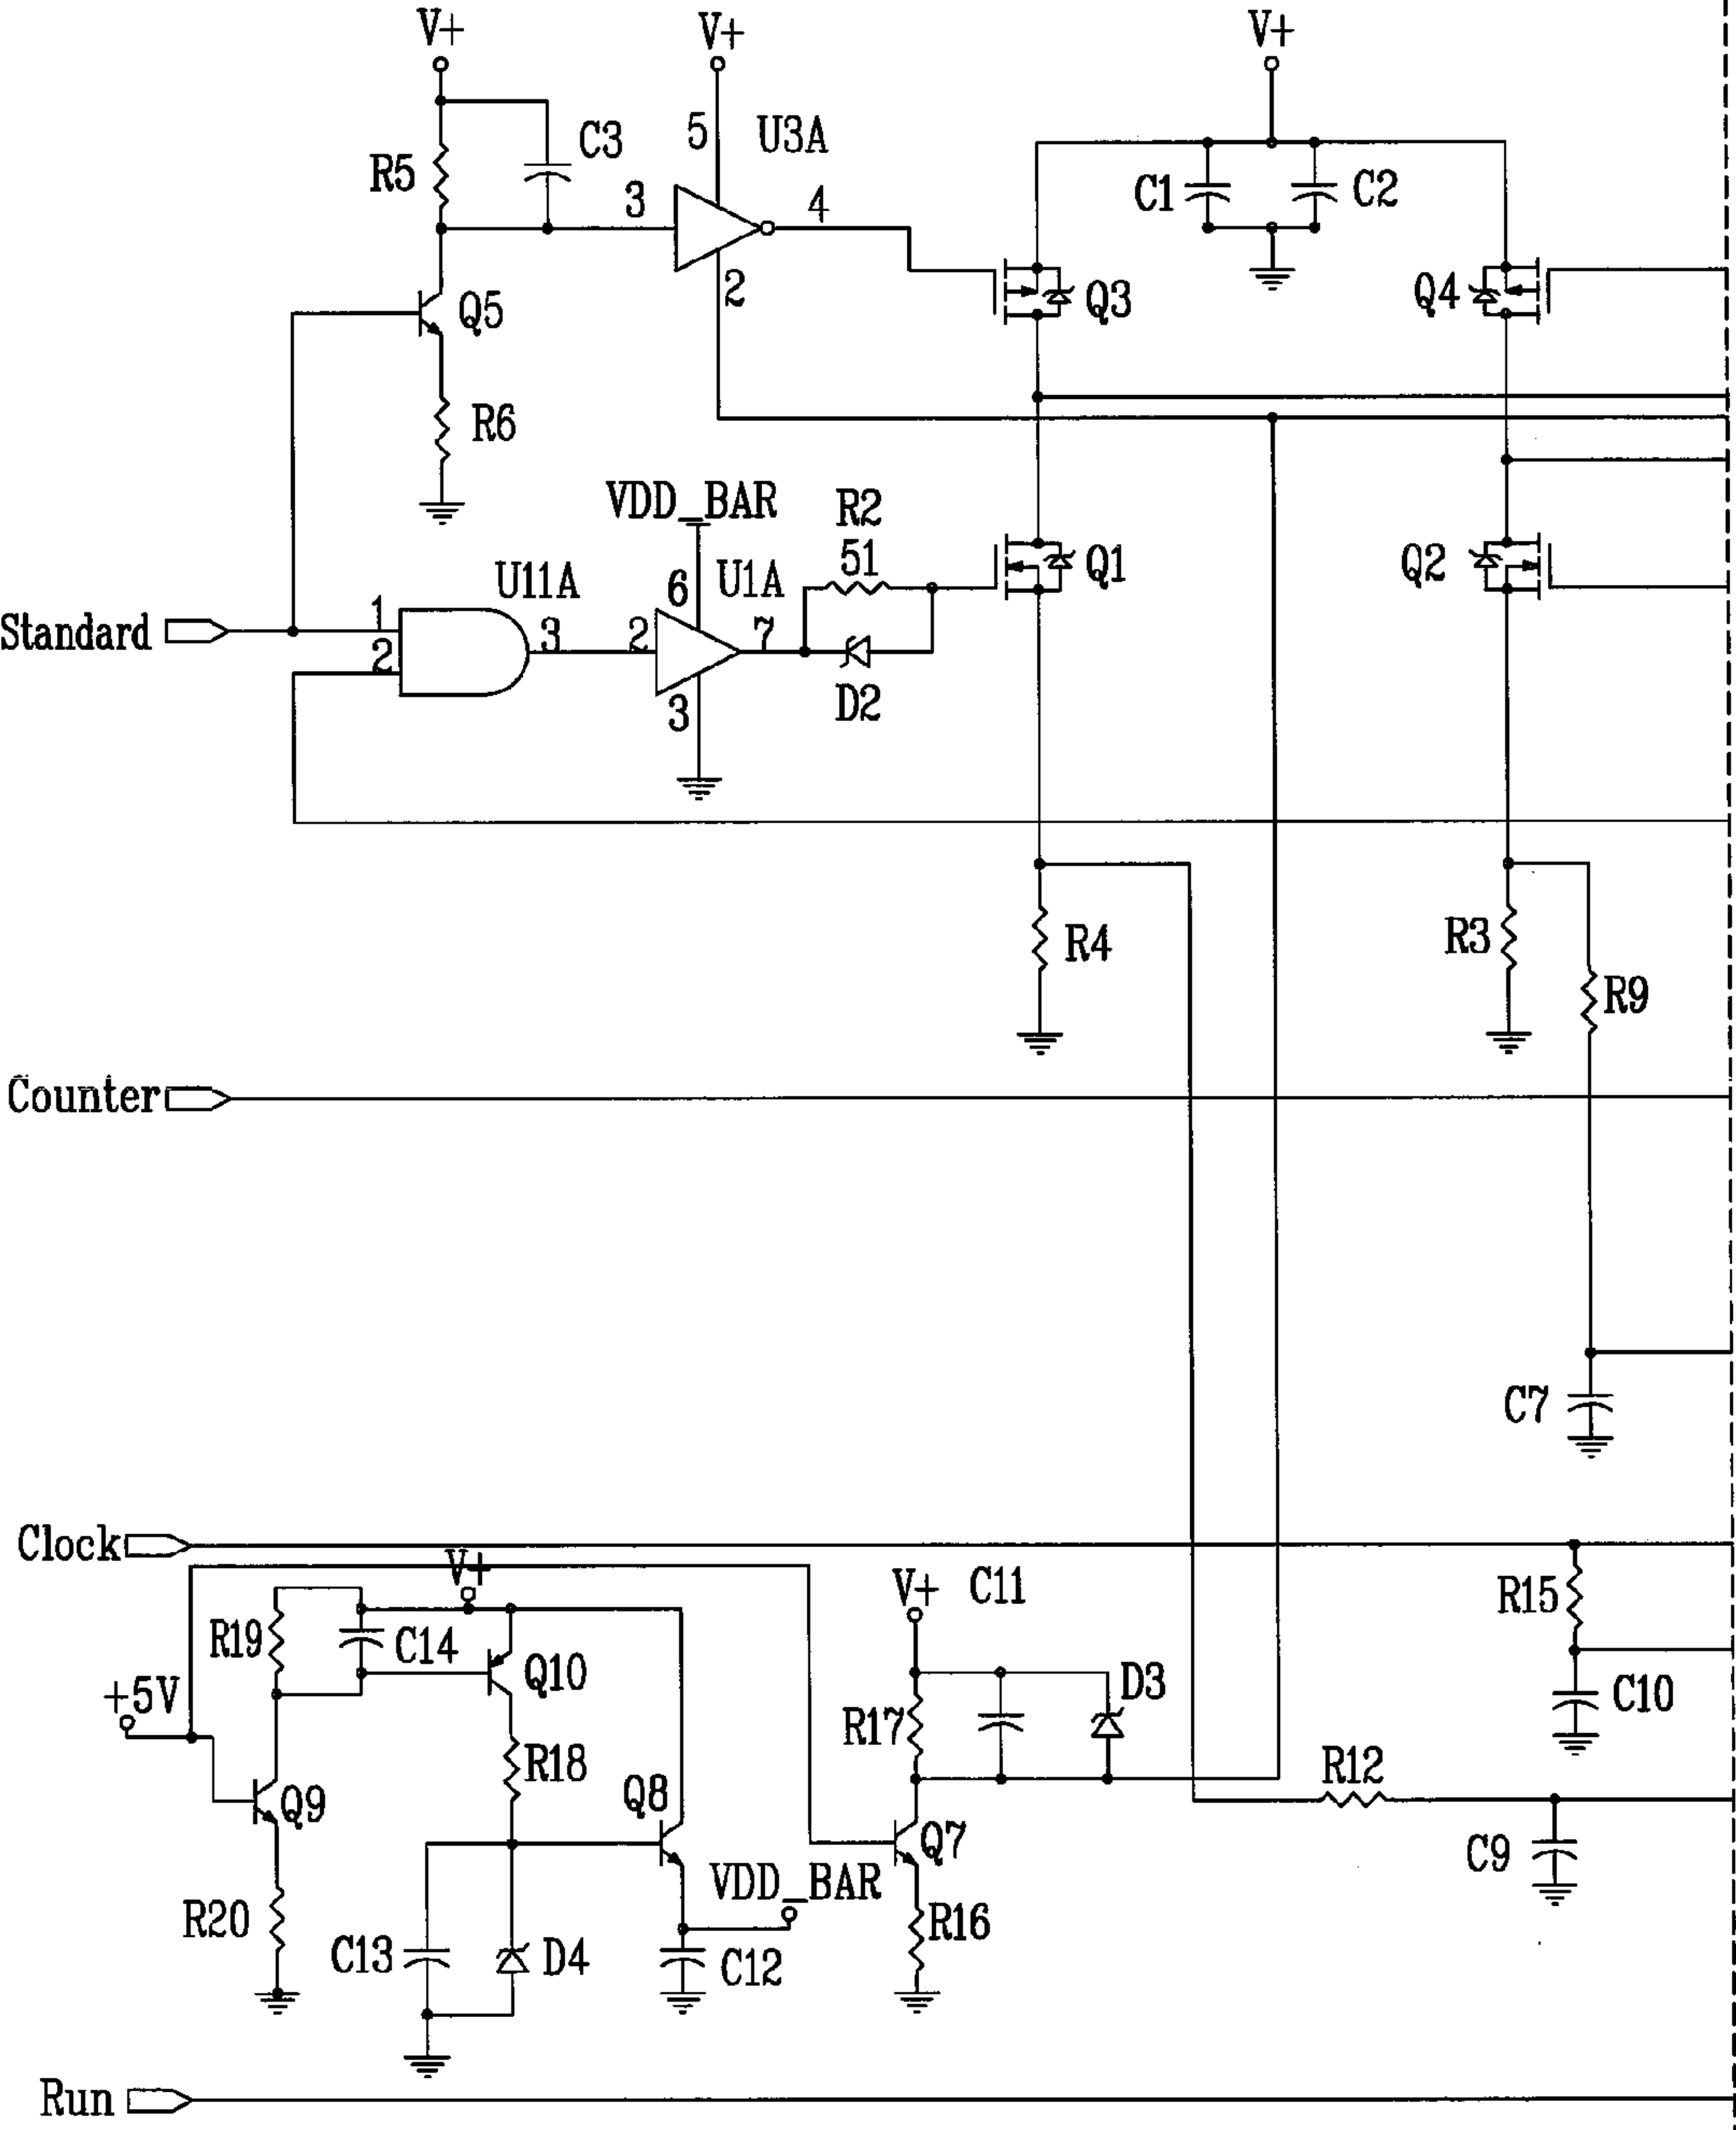 V+
V+
V+
5
U3A
C3
R5
3
4
C1
C2
2
Q5
Q3
Q4
R6
VDD_BAR
R2
51
U11A
6
U1A
Q1
Q2
Standard
1
2
3
2
7
3
D2
R4
R3
R9
Counter
C7
Clock
V+
V+
C11
R15
R19
C14
Q10
D3
+5V
R17
C10
R18
R12
Q9
Q8
Q7
C9
VDD_BAR
R20
R16
C13
D4
C12
Run